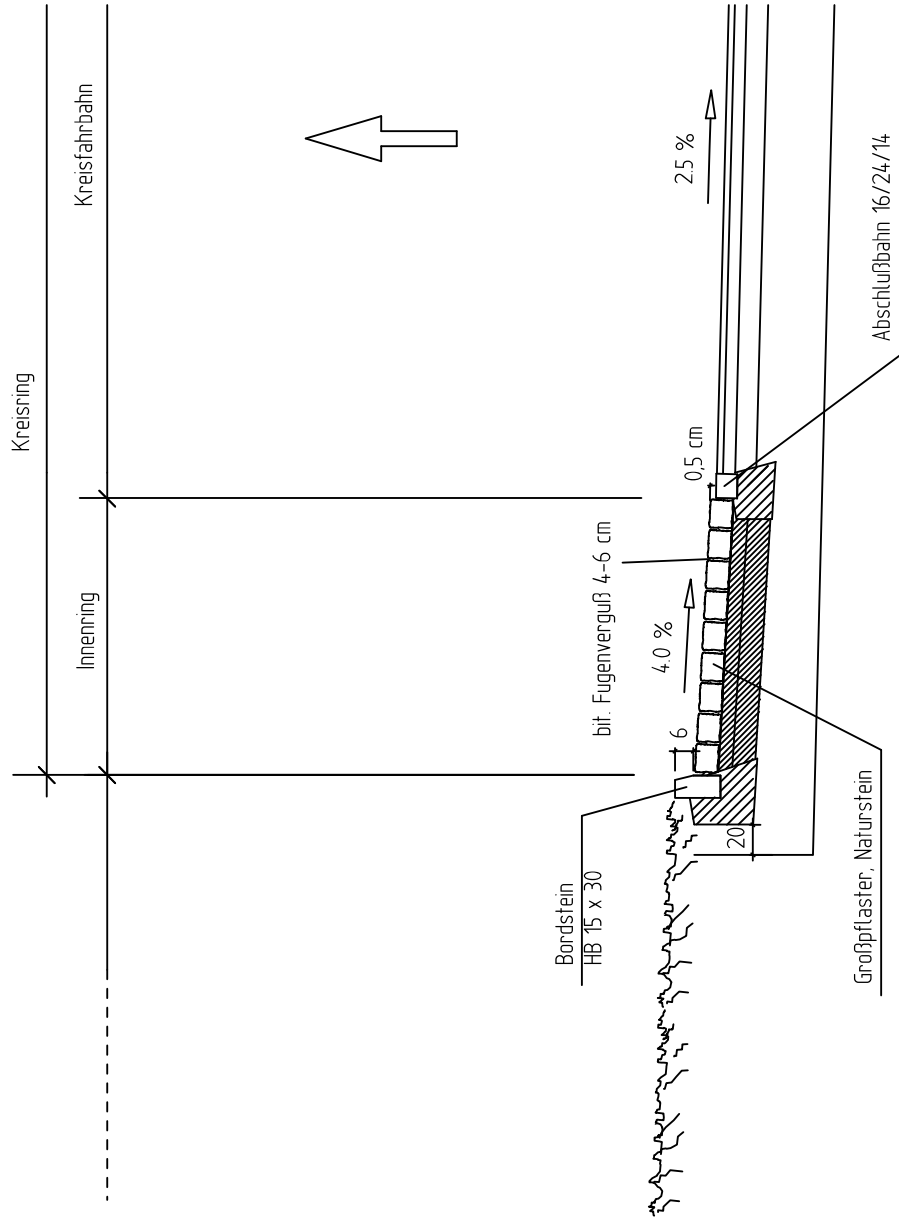 Kreisring
Innenring
Kreisfahrbahn
Bordstein
HB 15 x 30
bit. Fugenverguß 4-6 cm
6
4.0 %
0,5 cm
2.5 %
20
Großpflaster, Naturstein
Abschlußbahn 16/24/14